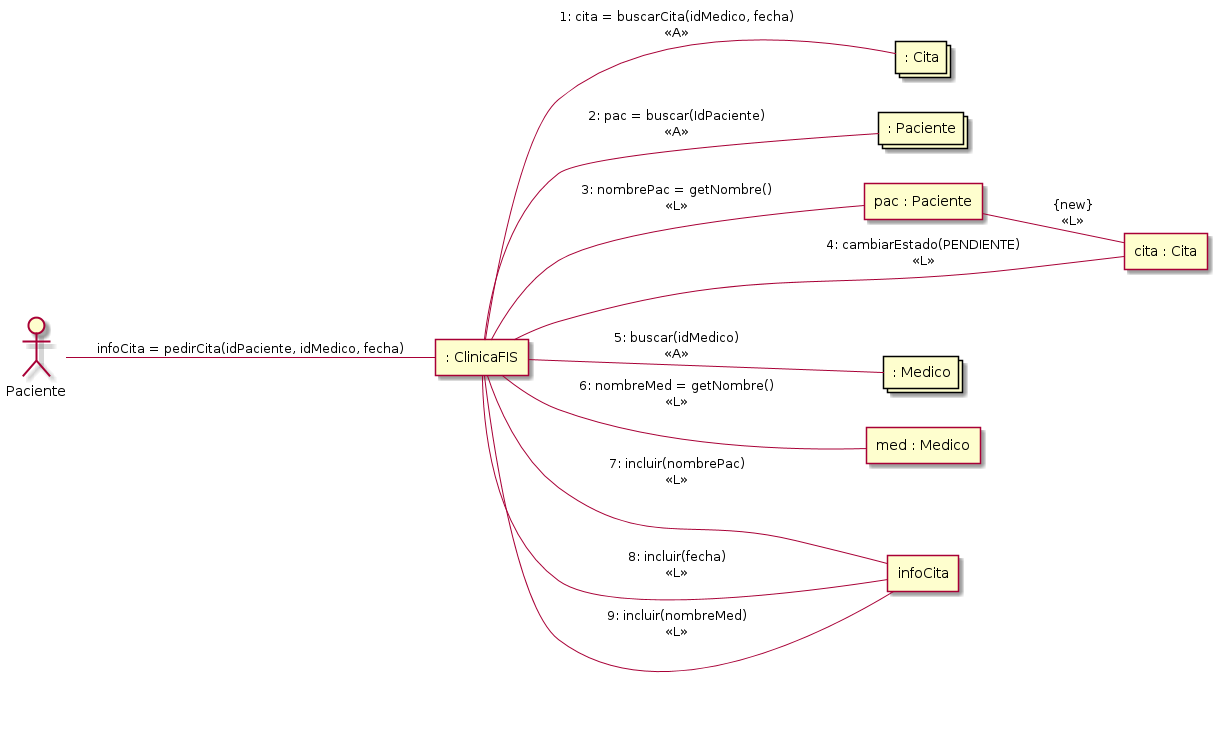 1: cita = buscarCita(idMedico, fecha)
«A»
: Cita
2: pac = buscar(IdPaciente)
«A»
: Paciente
3: nombrePac = getNombre()
«L»
pac : Paciente
{new}
«L»
4: cambiarEstado(PENDIENTE)
«L»
cita : Cita
Paciente
infoCita = pedirCita(idPaciente, idMedico, fecha)
: ClinicaFIS
5: buscar(idMedico)
«A»
: Medico
6: nombreMed = getNombre()
«L»
med : Medico
7: incluir(nombrePac)
«L»
8: incluir(fecha)
«L»
infoCita
9: incluir(nombreMed)
«L»